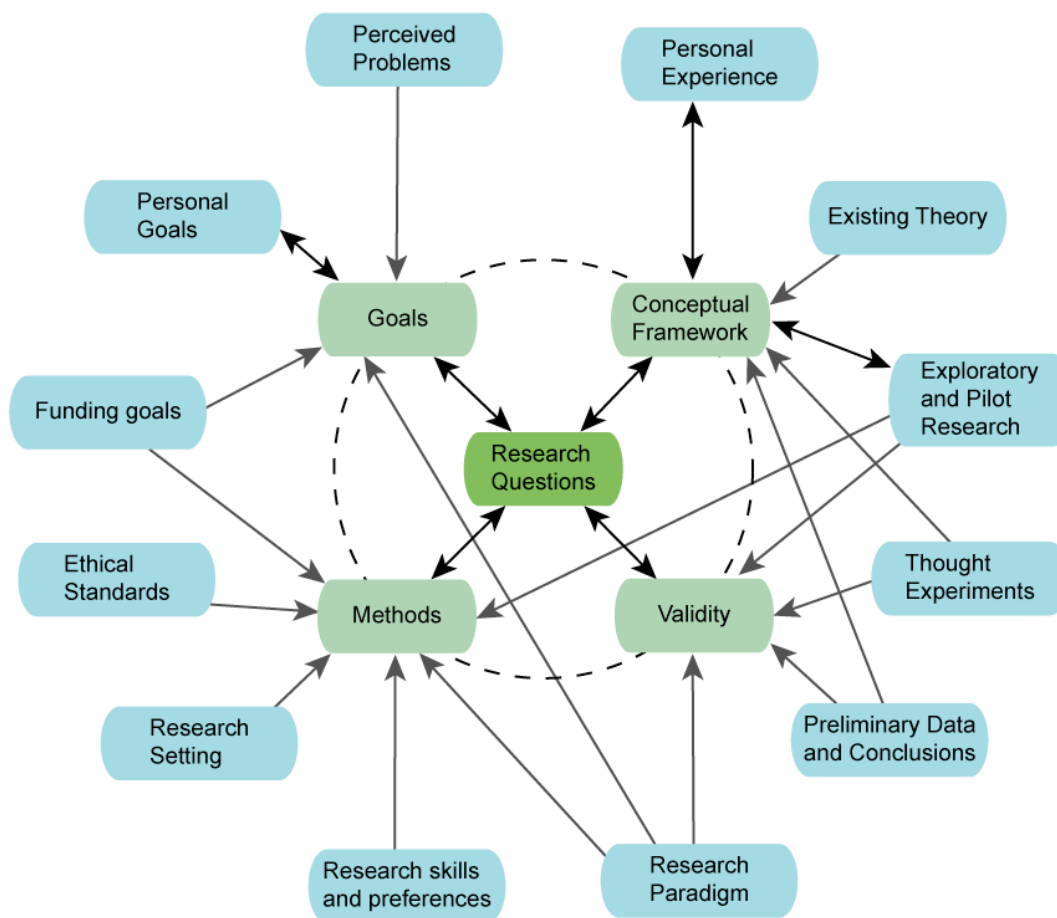 Perceived
Problems
Personal
Experience
Personal
Goals
Existing Theory
Goals
Conceptual
Framework
Funding goals
Exploratory
and Pilot
Research
Research
Questions
Ethical
Standards
Methods
Validity
Thought
Experiments
Research
Setting
Preliminary Data
and Conclusions
Research skills
and preferences
Research
Paradigm